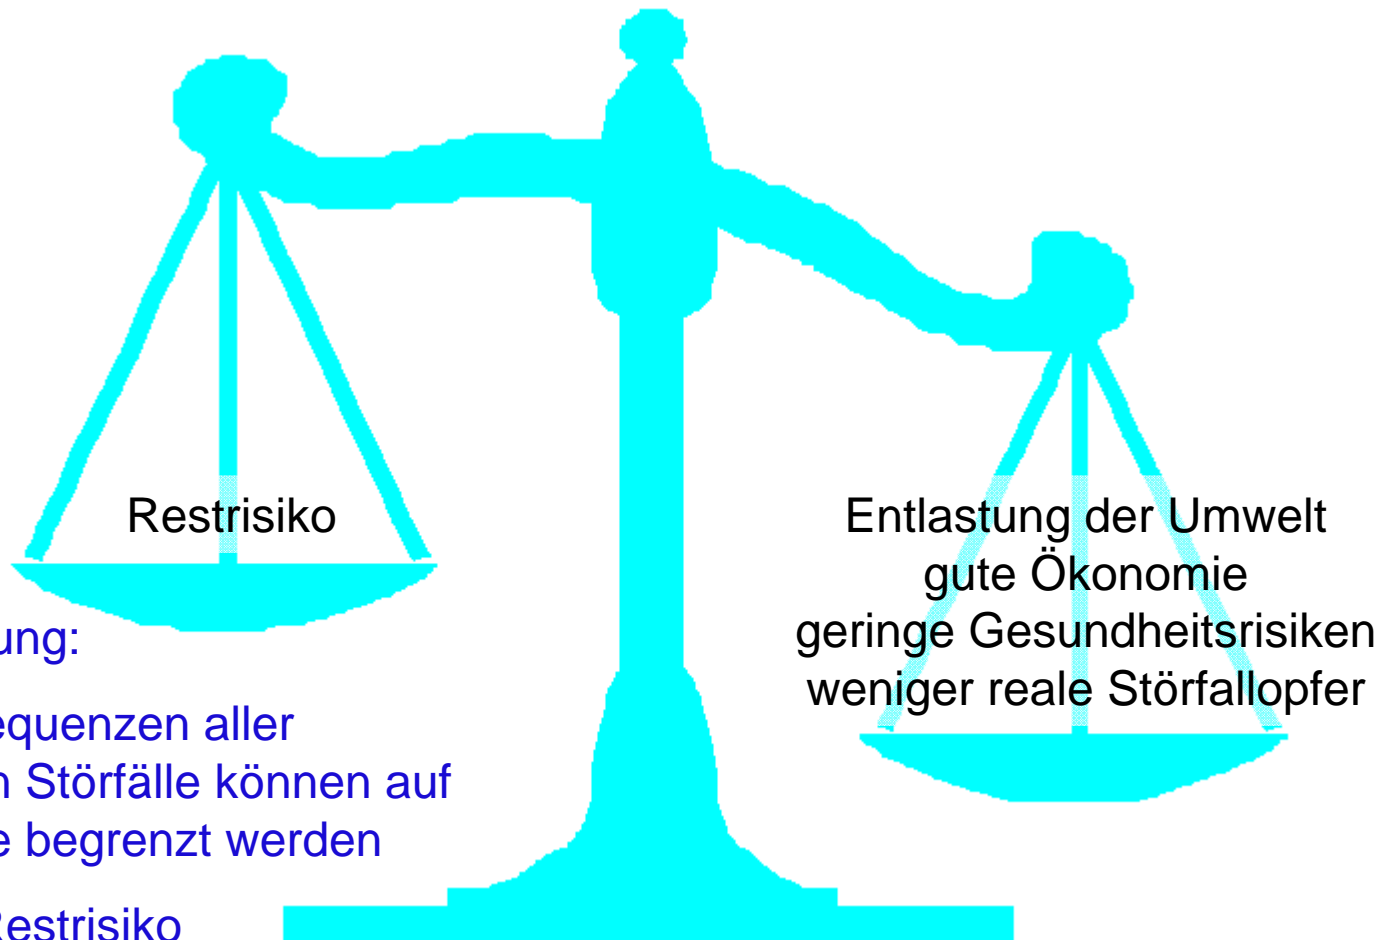 Restrisiko
Entlastung der Umwelt
gute Ökonomie
geringe Gesundheitsrisiken
weniger reale Störfallopfer
ung:
equenzen aller
n Störfälle können auf
e begrenzt werden
Restrisiko